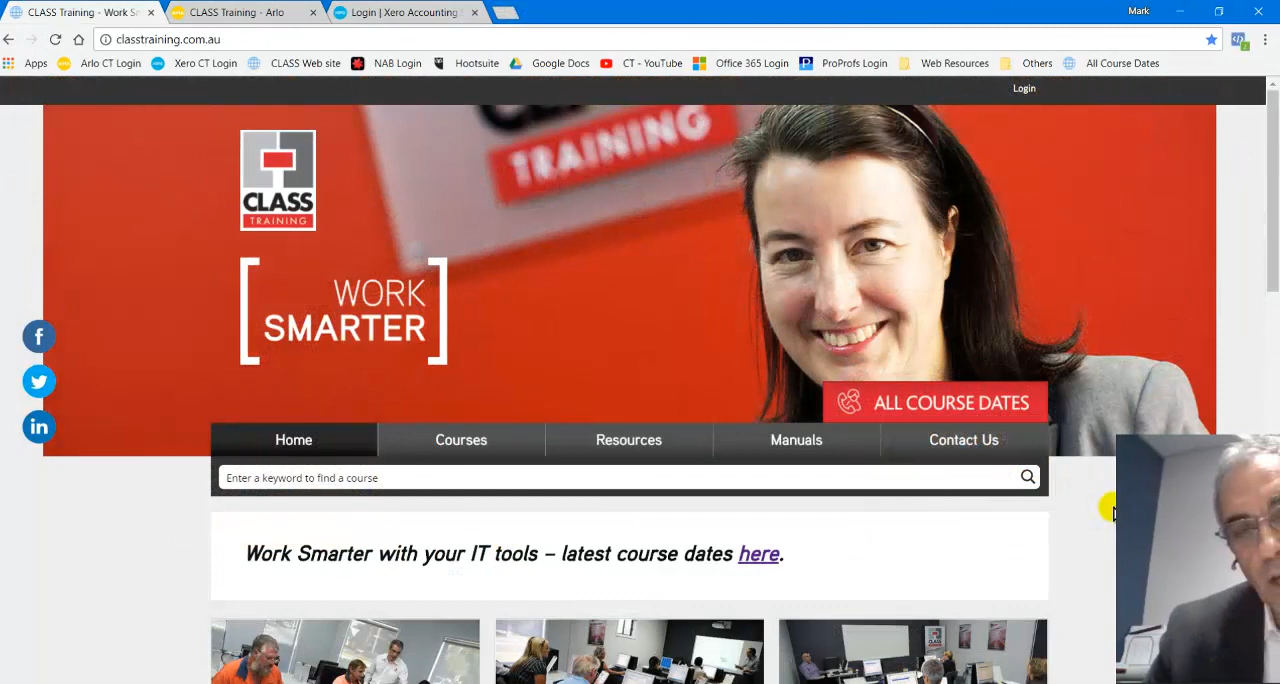 CLASS Training - Work Sm
CLASS Training - Arlo
Login | Xero Accounting S
Mark
classtraining.com.au
Apps
Arlo CT Login
Xero CT Login
CLASS Web site
NAB Login
Hootsuite
Google Docs
CT - YouTube
Office 365 Login
ProProfs Login
Web Resources
Others
All Course Dates
Login
TRAINING
CLASS
TRAINING
WORK
SMARTER
ALL COURSE DATES
Home
Courses
Resources
Manuals
Contact Us
Enter a keyword to find a course
Work Smarter with your IT tools – latest course dates here.